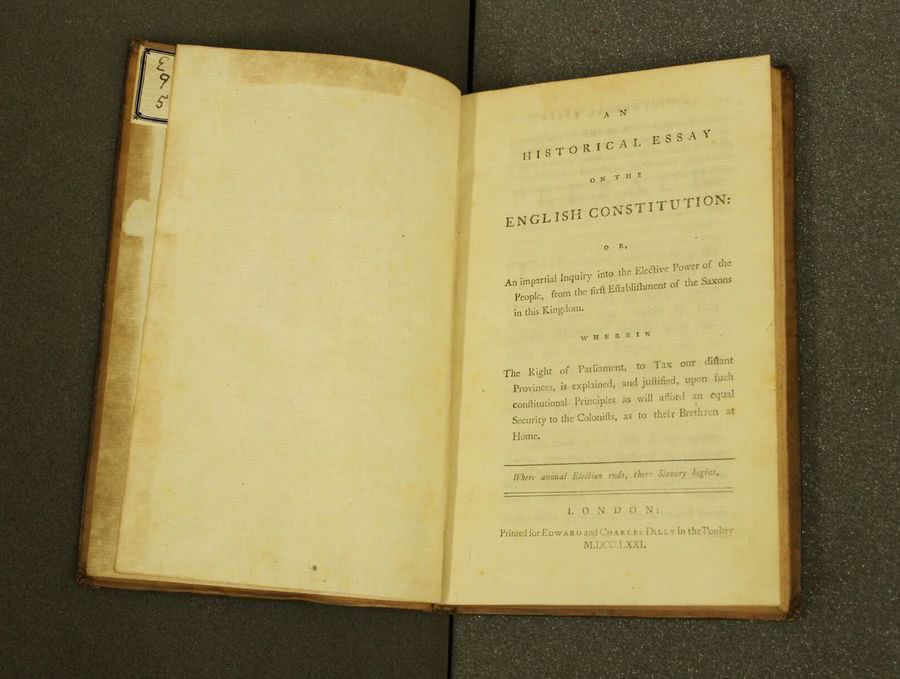 E
9
5
AN
HISTORICAL ESSAY
ON THE
ENGLISH CONSTITUTION:
OR,
An impartial Inquiry into the Elective Power of the
People, from the firſt Eſtabliſhment of the Saxons
in this Kingdom.
WHEREIN
The Right of Parliament, to Tax our diſtant
Provinces, is explained, and juſtified, upon ſuch
conſtitutional Principles as will afford an equal
Security to the Coloniſts, as to their Brethren at
Home.
Where annual Election ends, there Slavery begins.
LONDON:
Printed for EDWARD and CHARLES DILLY in the Poultry
M.DCC.LXXI.